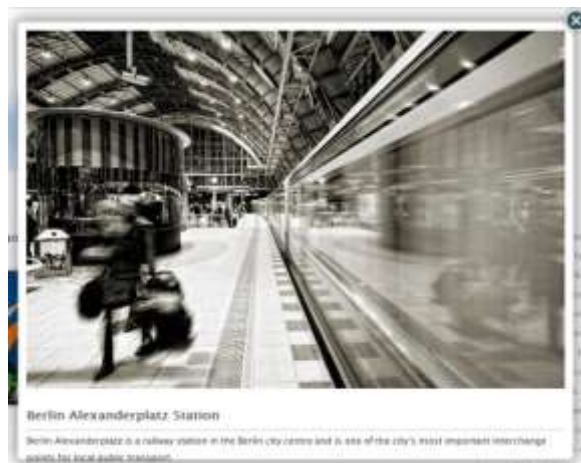 Berlin Alexanderplatz Station
Berlin Alexanderplatz is a railway station in the Berlin city centre and is one of the city's most important interchange
points for local public transport.